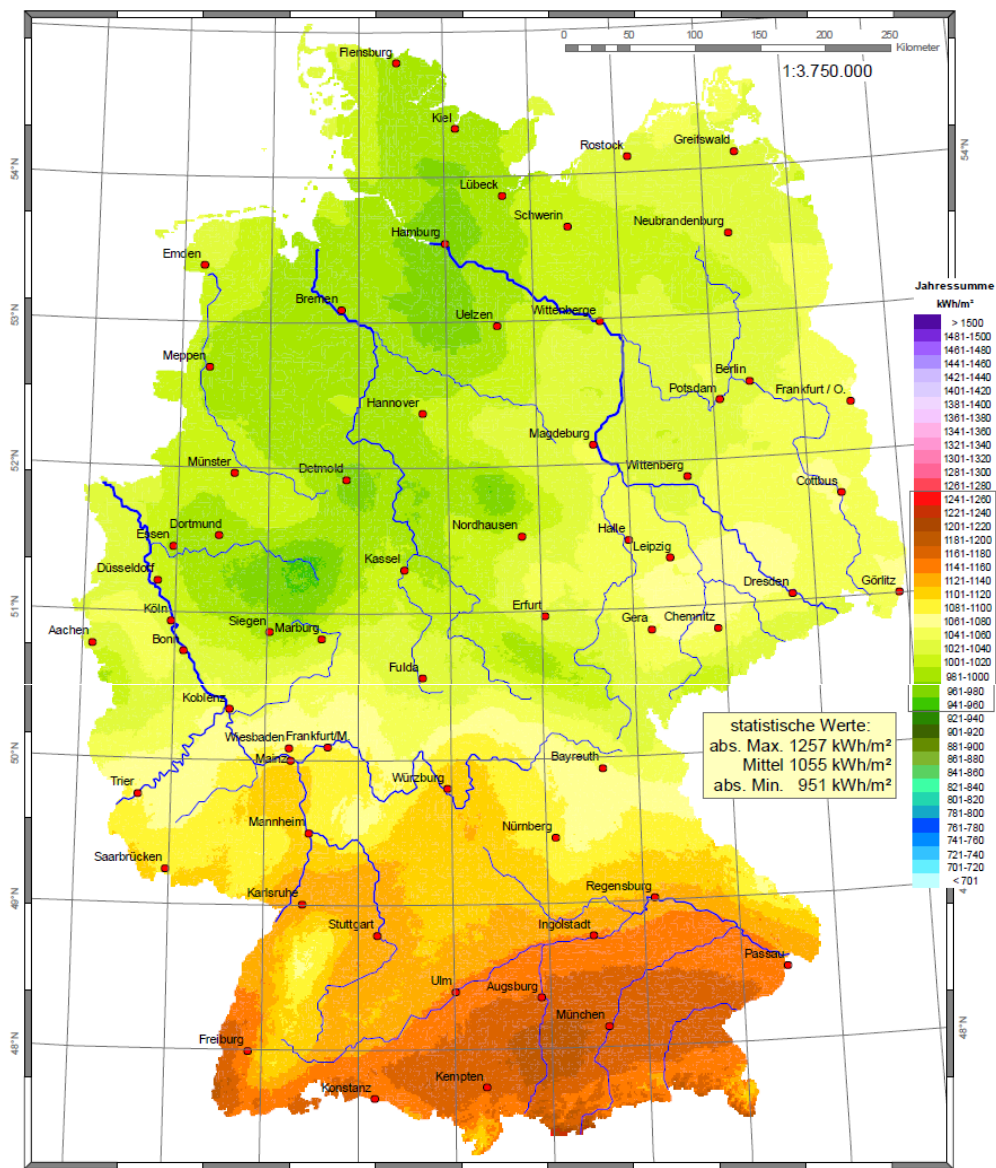 0 50 100 150 200 250
Kilometer
1:3.750.000
Flensburg
Kiel
Rostock
Greifswald
54°N
54°N
Lübeck
Schwerin
Neubrandenburg
Hamburg
Emden
Jahressumme
kWh/m²
53°N
Bremen
Uelzen
Wittenberge
Meppen
Berlin
Potsdam
Frankfurt / O.
Hannover
Magdeburg
52°N
Münster
Detmold
Wittenberg
Cottbus
Dortmund
Essen
Nordhausen
Halle
Leipzig
Düsseldorf
Kassel
Dresden
Görlitz
51°N
Köln
Erfurt
Siegen
Marburg
Gera
Chemnitz
Aachen
Bonn
Fulda
Koblenz
Wiesbaden
Frankfurt/M.
50°N
Mainz
Bayreuth
Trier
Würzburg
Mannheim
Nürnberg
Saarbrücken
49°N
Karlsruhe
Regensburg
Stuttgart
Ingolstadt
Passau
Ulm
Augsburg
München
48°N
48°N
Freiburg
Kempten
Konstanz
> 1500
1481-1500
1461-1480
1441-1460
1421-1440
1401-1420
1381-1400
1361-1380
1341-1360
1321-1340
1301-1320
1281-1300
1261-1280
1241-1260
1221-1240
1201-1220
1181-1200
1161-1180
1141-1160
1121-1140
1101-1120
1081-1100
1061-1080
1041-1060
1021-1040
1001-1020
981-1000
961-980
941-960
921-940
901-920
881-900
861-880
841-860
821-840
801-820
781-800
761-780
741-760
721-740
701-720
< 701
statistische Werte:
abs. Max. 1257 kWh/m²
Mittel 1055 kWh/m²
abs. Min. 951 kWh/m²